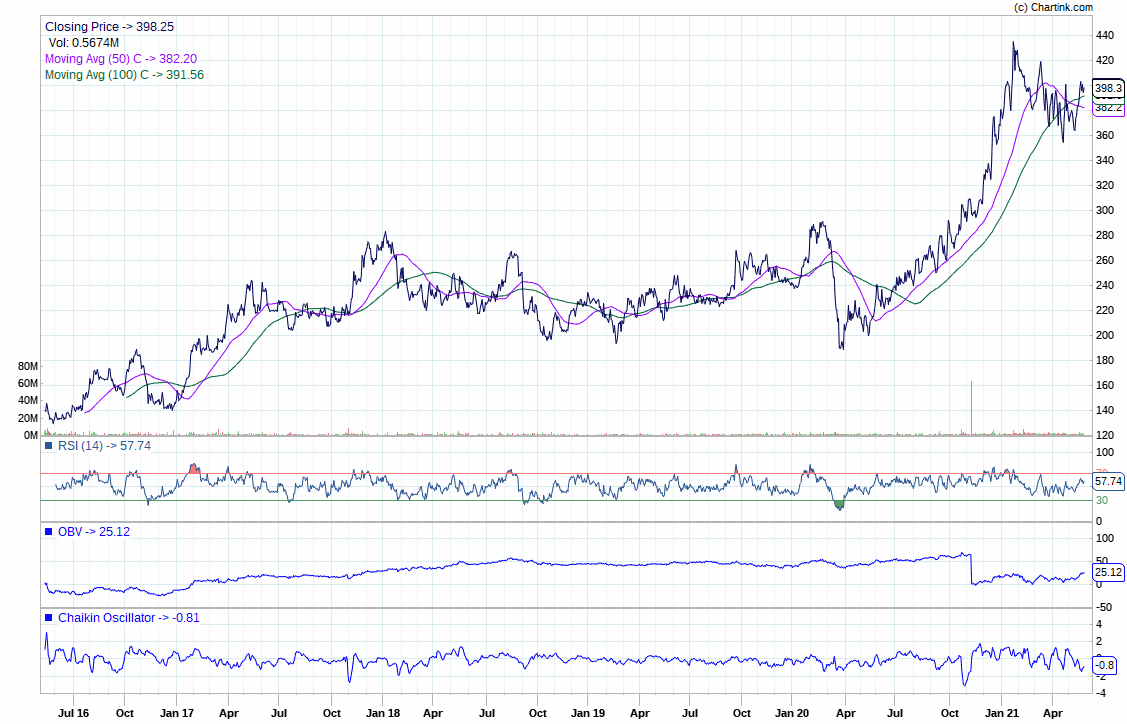 (c) Chartink.com
Closing Price -> 398.25
Vol: 0.5674M
Moving Avg (50) C -> 382.20
Moving Avg (100) C -> 391.56
440
420
398.3
382.2
360
340
320
300
280
260
240
220
200
180
160
140
120
80M
60M
40M
20M
0M
RSI (14) -> 57.74
100
70
57.74
30
0
OBV -> 25.12
100
50
25.12
0
-50
Chaikin Oscillator -> -0.81
4
2
0
-0.8
-2
-4
Jul 16 Oct Jan 17 Apr Jul Oct Jan 18 Apr Jul Oct Jan 19 Apr Jul Oct Jan 20 Apr Jul Oct Jan 21 Apr